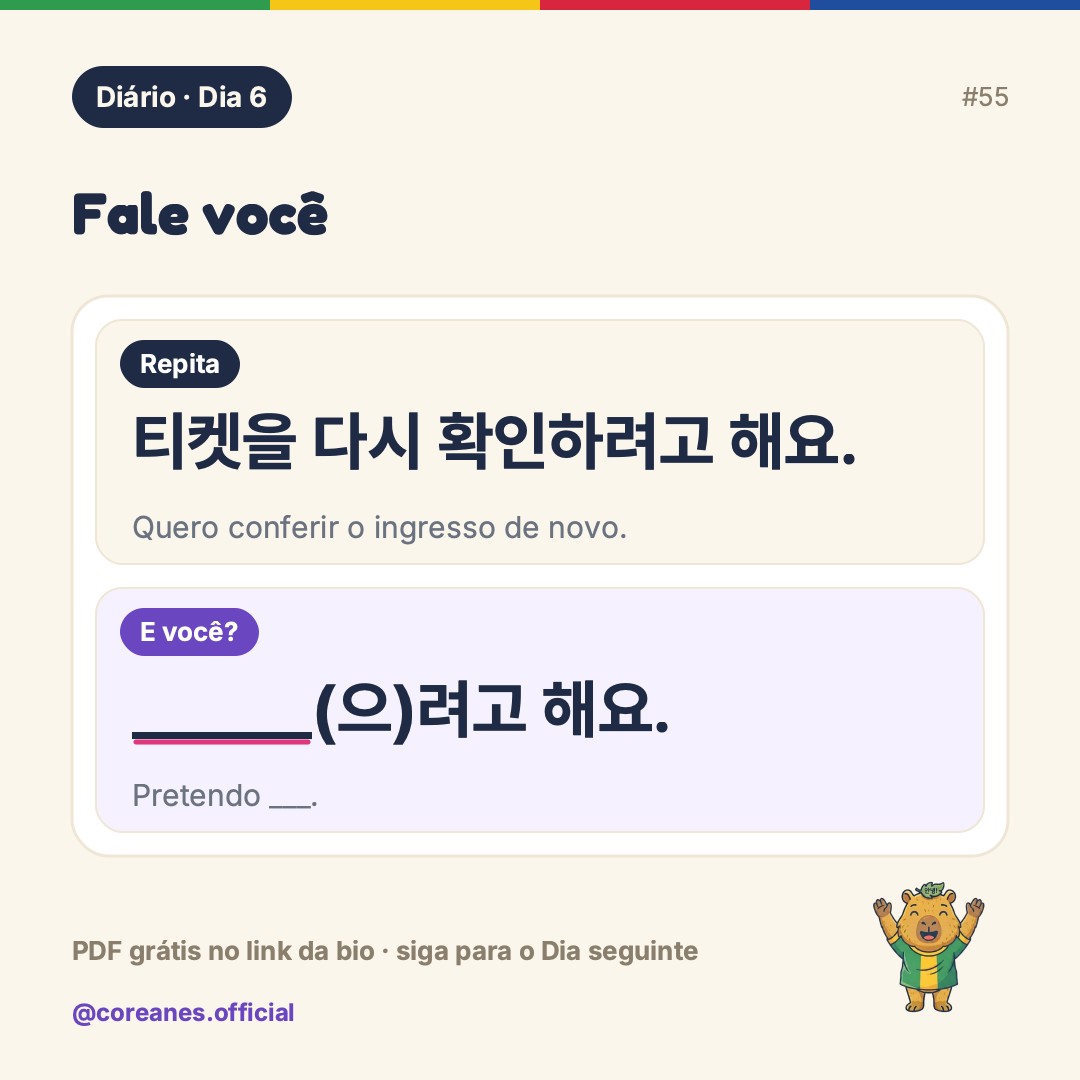 Diário · Dia 6
#55
Fale você
Repita
티켓을 다시 확인하려고 해요.
Quero conferir o ingresso de novo.
E você?
______(으)려고 해요.
Pretendo ___.
PDF grátis no link da bio · siga para o Dia seguinte
@coreanes.official